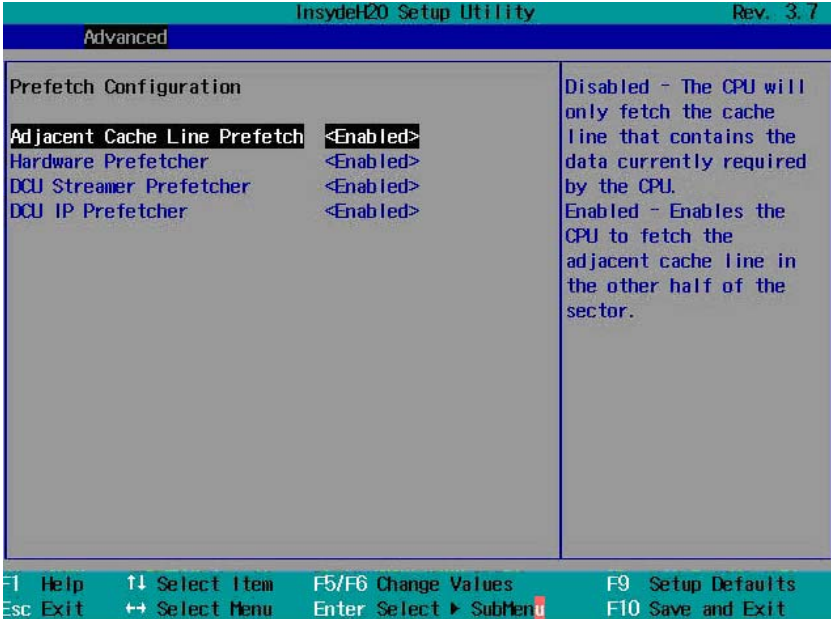 InsydeH20 Setup Utility Rev. 3.7
Advanced
Prefetch Configuration
Adjacent Cache Line Prefetch <Enabled>
Hardware Prefetcher <Enabled>
DCU Streamer Prefetcher <Enabled>
DCU IP Prefetcher <Enabled>
Disabled - The CPU will
only fetch the cache
line that contains the
data currently required
by the CPU.
Enabled - Enables the
CPU to fetch the
adjacent cache line in
the other half of the
sector.
F1 Help ↑↓ Select Item F5/F6 Change Values F9 Setup Defaults
Esc Exit ↔ Select Menu Enter Select ▶ SubMenu F10 Save and Exit